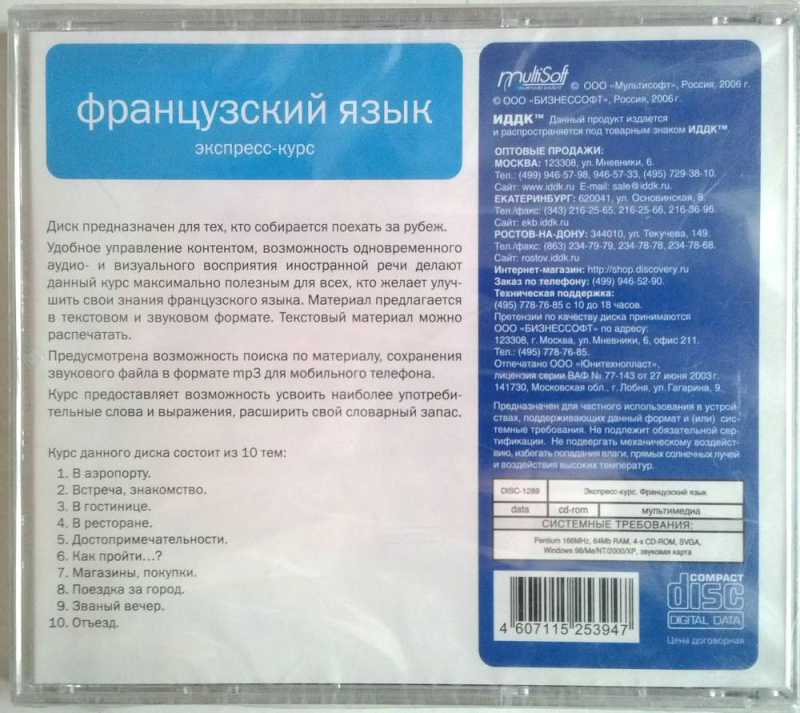 французский язык
экспресс-курс
Диск предназначен для тех, кто собирается поехать за рубеж.
Удобное управление контентом, возможность одновременного
аудио- и визуального восприятия иностранной речи делают
данный курс максимально полезным для всех, кто желает улуч-
шить свои знания французского языка. Материал предлагается
в текстовом и звуковом формате. Текстовый материал можно
распечатать.
Предусмотрена возможность поиска по материалу, сохранения
звукового файла в формате mp3 для мобильного телефона.
Курс предоставляет возможность усвоить наиболее употреби-
тельные слова и выражения, расширить свой словарный запас.
Курс данного диска состоит из 10 тем:
1. В аэропорту.
2. Встреча, знакомство.
3. В гостинице.
4. В ресторане.
5. Достопримечательности.
6. Как пройти...?
7. Магазины, покупки.
8. Поездка за город.
9. Званый вечер.
10. Отъезд.
multiSoft © ООО «Мультисофт», Россия, 2006 г.
© ООО «БИЗНЕССОФТ», Россия, 2006 г.
ИДДК™ Данный продукт издается
и распространяется под товарным знаком ИДДК™.
ОПТОВЫЕ ПРОДАЖИ:
МОСКВА: 123308, ул. Мневники, 6.
Тел.: (499) 946-57-98, 946-57-33, (495) 729-38-10.
Сайт: www.iddk.ru E-mail: sale@iddk.ru.
ЕКАТЕРИНБУРГ: 620041, ул. Основинская, 8.
Тел./факс: (343) 216-25-65, 216-25-66, 216-36-96.
Сайт: ekb.iddk.ru
РОСТОВ-НА-ДОНУ: 344010, ул. Текучева, 149.
Тел./факс: (863) 234-79-79, 234-78-78, 234-78-68.
Сайт: rostov.iddk.ru
Интернет-магазин: http://shop.discovery.ru
Заказ по телефону: (499) 946-52-90.
Техническая поддержка:
(495) 778-76-85 с 10 до 18 часов.
Претензии по качеству диска принимаются
ООО «БИЗНЕССОФТ» по адресу:
123308, г. Москва, ул. Мневники, 6, офис 211.
Тел.: (495) 778-76-85.
Отпечатано ООО «Юнитехнопласт»,
лицензия серии ВАФ № 77-143 от 27 июня 2003 г.
141730, Московская обл., г. Лобня, ул. Гагарина, 9.
Предназначен для частного использования в устрой-
ствах, поддерживающих данный формат и (или) сис-
темные требования. Не подлежит обязательной сер-
тификации. Не подвергать механическому воздейст-
вию, избегать попадания влаги, прямых солнечных лучей
и воздействия высоких температур.
DISC-1289 Экспресс-курс. Французский язык
data cd-rom мультимедиа
СИСТЕМНЫЕ ТРЕБОВАНИЯ:
Pentium 166MHz, 64Mb RAM, 4-x CD-ROM, SVGA,
Windows 98/Me/NT/2000/XP, звуковая карта
4 607115 253947
COMPACT
disc
DIGITAL DATA
Цена договорная